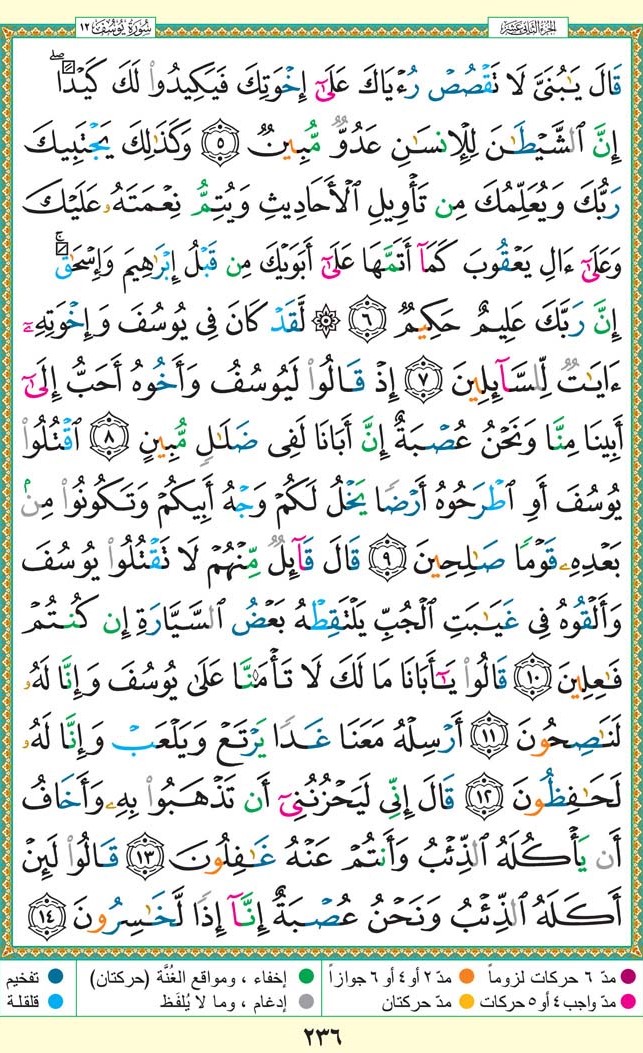 الجزء الثاني عشر
سورة يوسف ١٢
قَالَ يَـٰبُنَىَّ لَا تَقْصُصْ رُءْيَاكَ عَلَىٰٓ إِخْوَتِكَ فَيَكِيدُوا۟ لَكَ كَيْدًا ۖ
إِنَّ ٱلشَّيْطَـٰنَ لِلْإِنسَـٰنِ عَدُوٌّ مُّبِينٌ ٥ وَكَذَٰلِكَ يَجْتَبِيكَ
رَبُّكَ وَيُعَلِّمُكَ مِن تَأْوِيلِ ٱلْأَحَادِيثِ وَيُتِمُّ نِعْمَتَهُۥ عَلَيْكَ
وَعَلَىٰٓ ءَالِ يَعْقُوبَ كَمَآ أَتَمَّهَا عَلَىٰٓ أَبَوَيْكَ مِن قَبْلُ إِبْرَٰهِيمَ وَإِسْحَـٰقَ ۚ
إِنَّ رَبَّكَ عَلِيمٌ حَكِيمٌ ٦ ۞ لَّقَدْ كَانَ فِى يُوسُفَ وَإِخْوَتِهِۦٓ
ءَايَـٰتٌ لِّلسَّآئِلِينَ ٧ إِذْ قَالُوا۟ لَيُوسُفُ وَأَخُوهُ أَحَبُّ إِلَىٰٓ
أَبِينَا مِنَّا وَنَحْنُ عُصْبَةٌ إِنَّ أَبَانَا لَفِى ضَلَـٰلٍ مُّبِينٍ ٨ ٱقْتُلُوا۟
يُوسُفَ أَوِ ٱطْرَحُوهُ أَرْضًا يَخْلُ لَكُمْ وَجْهُ أَبِيكُمْ وَتَكُونُوا۟ مِنۢ
بَعْدِهِۦ قَوْمًا صَـٰلِحِينَ ٩ قَالَ قَآئِلٌ مِّنْهُمْ لَا تَقْتُلُوا۟ يُوسُفَ
وَأَلْقُوهُ فِى غَيَـٰبَتِ ٱلْجُبِّ يَلْتَقِطْهُ بَعْضُ ٱلسَّيَّارَةِ إِن كُنتُمْ
فَـٰعِلِينَ ١٠ قَالُوا۟ يَـٰٓأَبَانَا مَا لَكَ لَا تَأْمَ۫نَّا عَلَىٰ يُوسُفَ وَإِنَّا لَهُۥ
لَنَـٰصِحُونَ ١١ أَرْسِلْهُ مَعَنَا غَدًا يَرْتَعْ وَيَلْعَبْ وَإِنَّا لَهُۥ
لَحَـٰفِظُونَ ١٢ قَالَ إِنِّى لَيَحْزُنُنِىٓ أَن تَذْهَبُوا۟ بِهِۦ وَأَخَافُ
أَن يَأْكُلَهُ ٱلذِّئْبُ وَأَنتُمْ عَنْهُ غَـٰفِلُونَ ١٣ قَالُوا۟ لَئِنْ
أَكَلَهُ ٱلذِّئْبُ وَنَحْنُ عُصْبَةٌ إِنَّآ إِذًا لَّخَـٰسِرُونَ ١٤
مدّ ٦ حركات لزوماً مدّ ٢ أو ٤ أو ٦ جوازاً إخفاء ، ومواقع الغُنَّة (حركتان) تفخيم
مدّ واجب ٤ أو ٥ حركات مدّ حركتان إدغام ، وما لا يُلفَظ قلقلة
٢٣٦